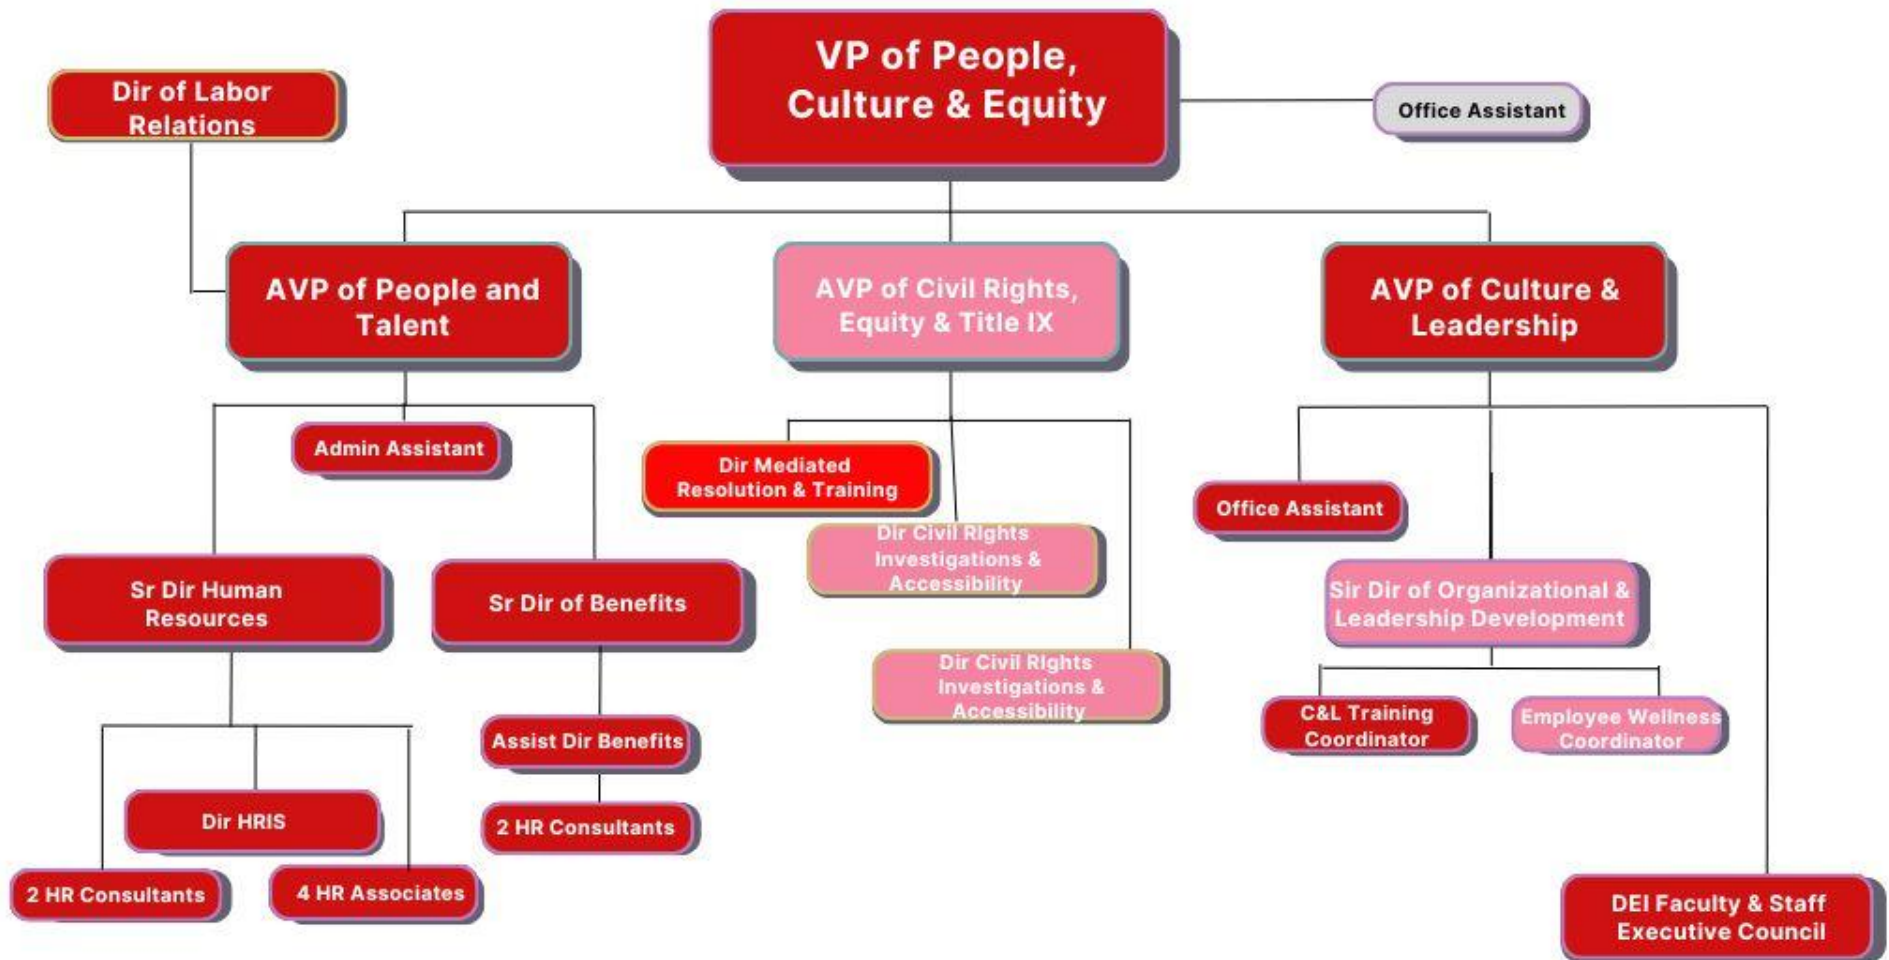 VP of People,
Culture & Equity
Dir of Labor
Relations
Office Assistant
AVP of People and
Talent
AVP of Civil Rights,
Equity & Title IX
AVP of Culture &
Leadership
Admin Assistant
Dir Mediated
Resolution & Training
Office Assistant
Dir Civil RIghts
Investigations &
Accessibility
Sr Dir Human
Resources
Sr Dir of Benefits
Sir Dir of Organizational &
Leadership Development
Dir Civil RIghts
Investigations &
Accessibility
Assist Dir Benefits
C&L Training
Coordinator
Employee Wellness
Coordinator
Dir HRIS
2 HR Consultants
2 HR Consultants
4 HR Associates
DEI Faculty & Staff
Executive Council